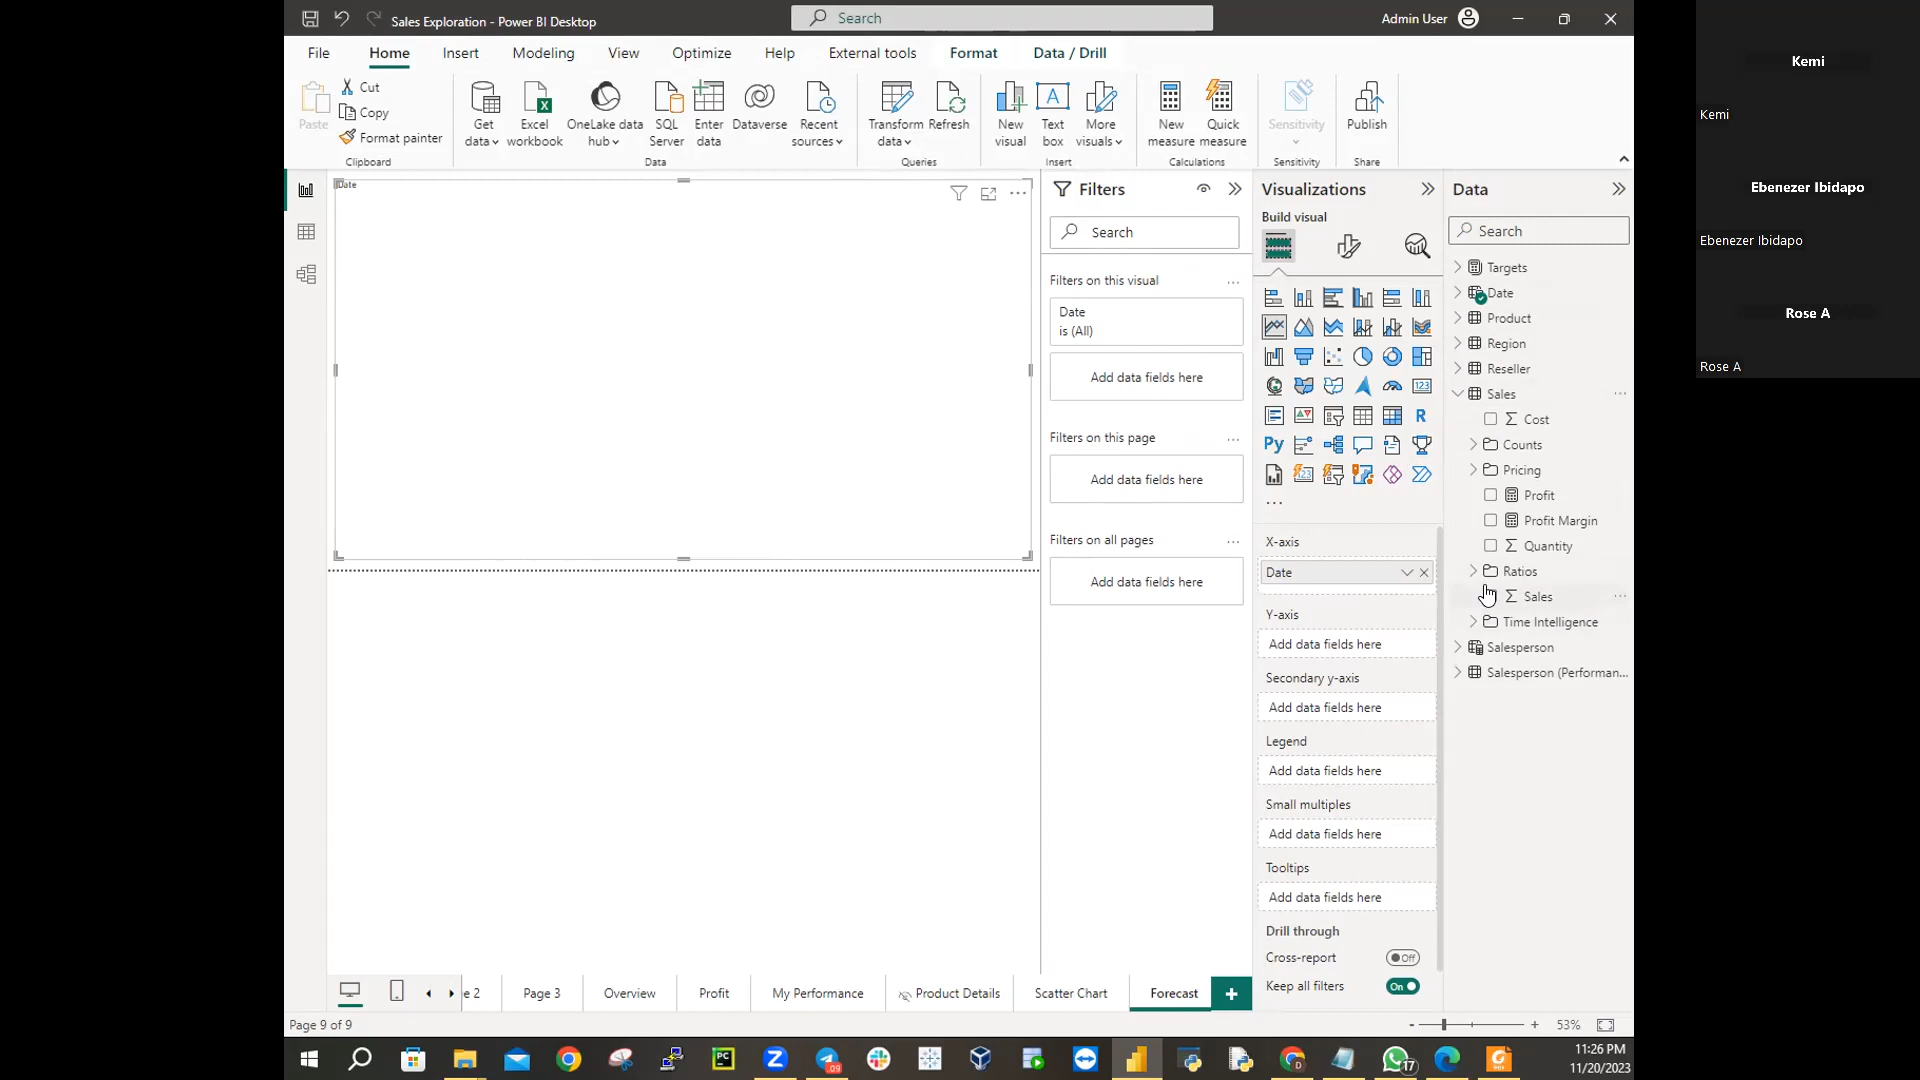 Sales Exploration - Power BI Desktop
Search
Admin User
File
Home
Insert
Modeling
View
Optimize
Help
External tools
Format
Data / Drill
Paste
Cut
Copy
Format painter
Clipboard
Get data
Excel workbook
OneLake data hub
SQL Server
Enter data
Dataverse
Recent sources
Data
Transform data
Refresh
Queries
New visual
Text box
More visuals
Insert
New measure
Quick measure
Calculations
Sensitivity
Sensitivity
Publish
Share
Date
Filters
Search
Filters on this visual
Date
is (All)
Add data fields here
Filters on this page
Add data fields here
Filters on all pages
Add data fields here
Visualizations
Build visual
123
R
Py
123
X-axis
Date
Y-axis
Add data fields here
Secondary y-axis
Add data fields here
Legend
Add data fields here
Small multiples
Add data fields here
Tooltips
Add data fields here
Drill through
Cross-report
Off
Keep all filters
On
Data
Search
Targets
Date
Product
Region
Reseller
Sales
Σ Cost
Counts
Pricing
Profit
Profit Margin
Σ Quantity
Ratios
Σ Sales
Time Intelligence
Salesperson
Salesperson (Performan...
e 2
Page 3
Overview
Profit
My Performance
Product Details
Scatter Chart
Forecast
+
Page 9 of 9
- + 53%
PC
Z
.09
17
11:26 PM
11/20/2023
Kemi
Kemi
Ebenezer Ibidapo
Ebenezer Ibidapo
Rose A
Rose A